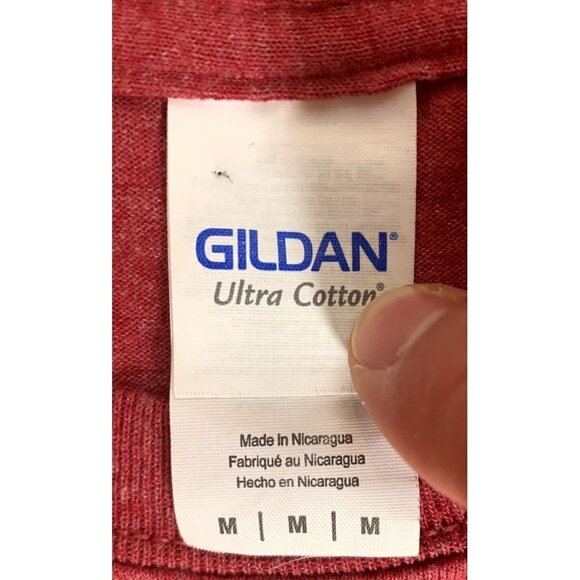 GILDAN®
Ultra Cotton®
Made in Nicaragua
Fabriqué au Nicaragua
Hecho en Nicaragua
M | M | M